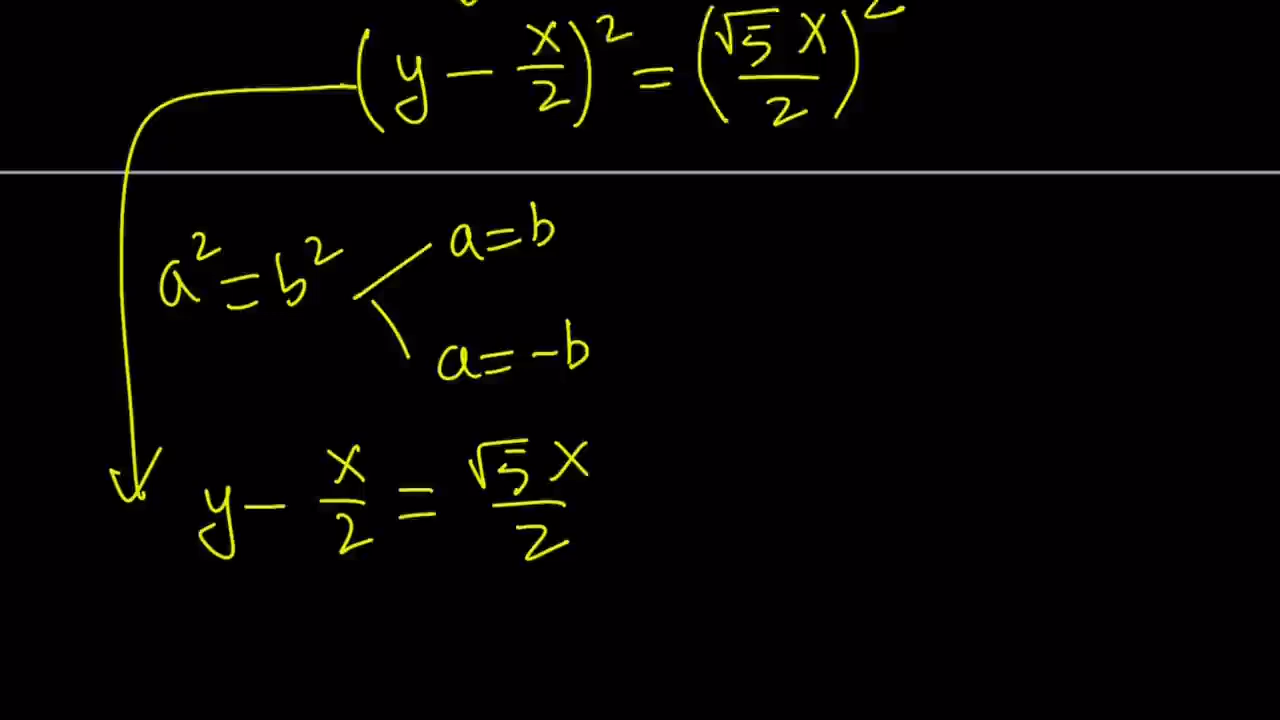 (y - x/2)² = (√5 x/2)²
a = b
a² = b²
a = -b
y - x/2 = √5 x/2